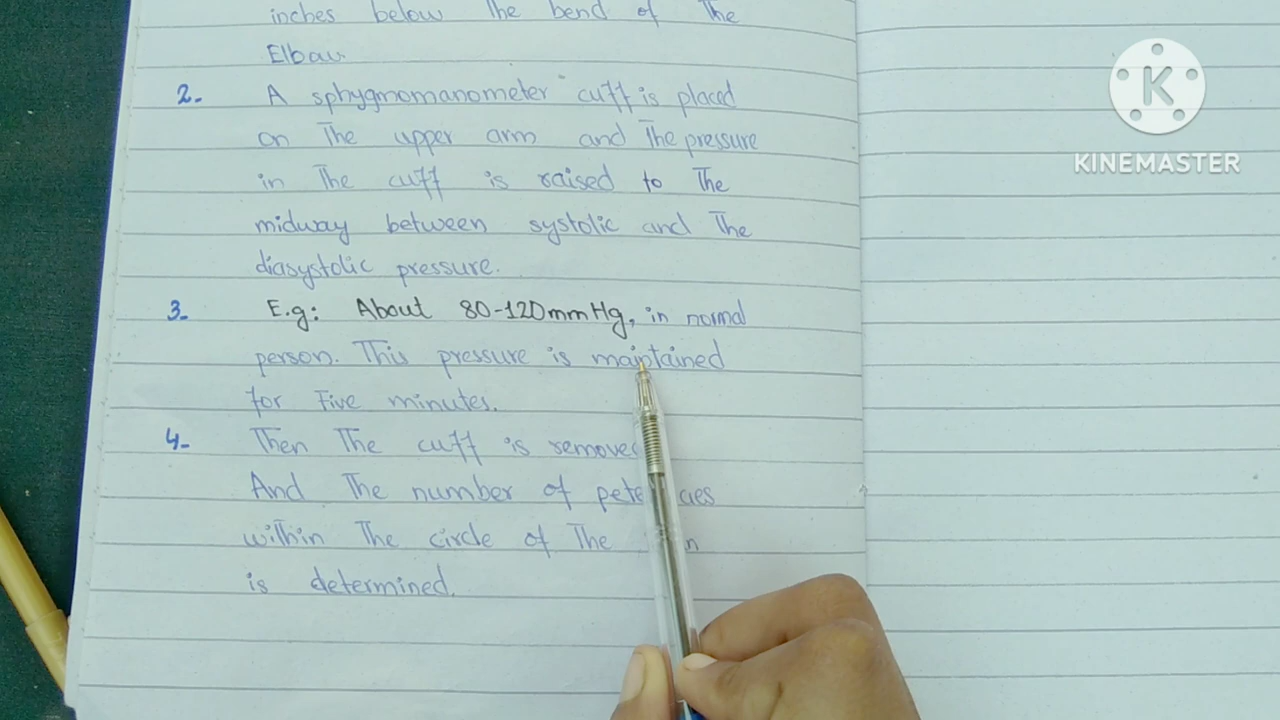 inches below the bend of The
Elbow
2. A sphygmomanometer cuff is placed
on The upper arm and The pressure
in The cuff is raised to The
midway between systolic and The
diasystolic pressure.
3. E.g: About 80-120mmHg, in normal
person. This pressure is maintained
for Five minutes.
4. Then The cuff is remove
And The number of pete
within The circle of The
is determined.
KINEMASTER